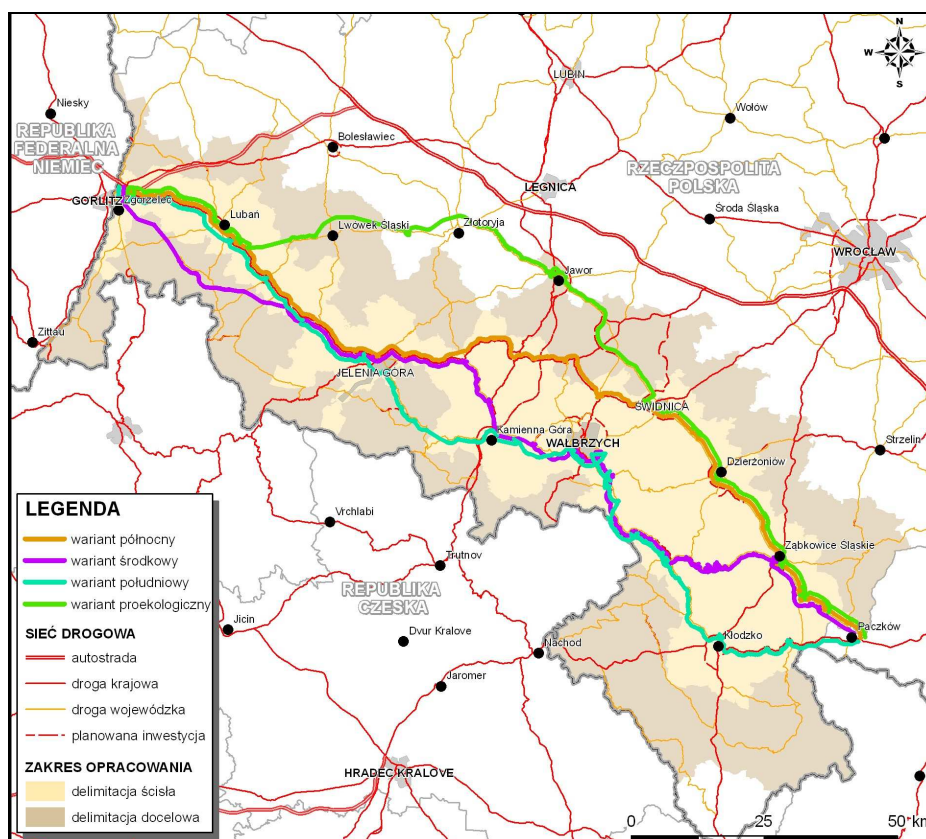 N
W E
S
LUBIN
Niesky
Wołów
REPUBLIKA
FEDERALNA
NIEMIEC
Bolesławiec
RZECZPOSPOLITA
POLSKA
LEGNICA
GÖRLITZ
Zgorzelec
Lubań
Środa Śląska
Lwówek Śląski
Złotoryja
WROCŁAW
Jawor
Zittau
JELENIA GÓRA
ŚWIDNICA
Kamienna Góra
WAŁBRZYCH
Strzelin
Dzierżoniów
LEGENDA
wariant północny
wariant środkowy
wariant południowy
wariant proekologiczny
SIEĆ DROGOWA
autostrada
droga krajowa
droga wojewódzka
planowana inwestycja
ZAKRES OPRACOWANIA
delimitacja ścisła
delimitacja docelowa
Vrchlabi
Trutnov
Ząbkowice Śląskie
REPUBLIKA
CZESKA
Jicin
Dvur Kralove
Nachod
Kłodzko
Paczków
Jaromer
HRADEC KRALOVE
0 25 50 km